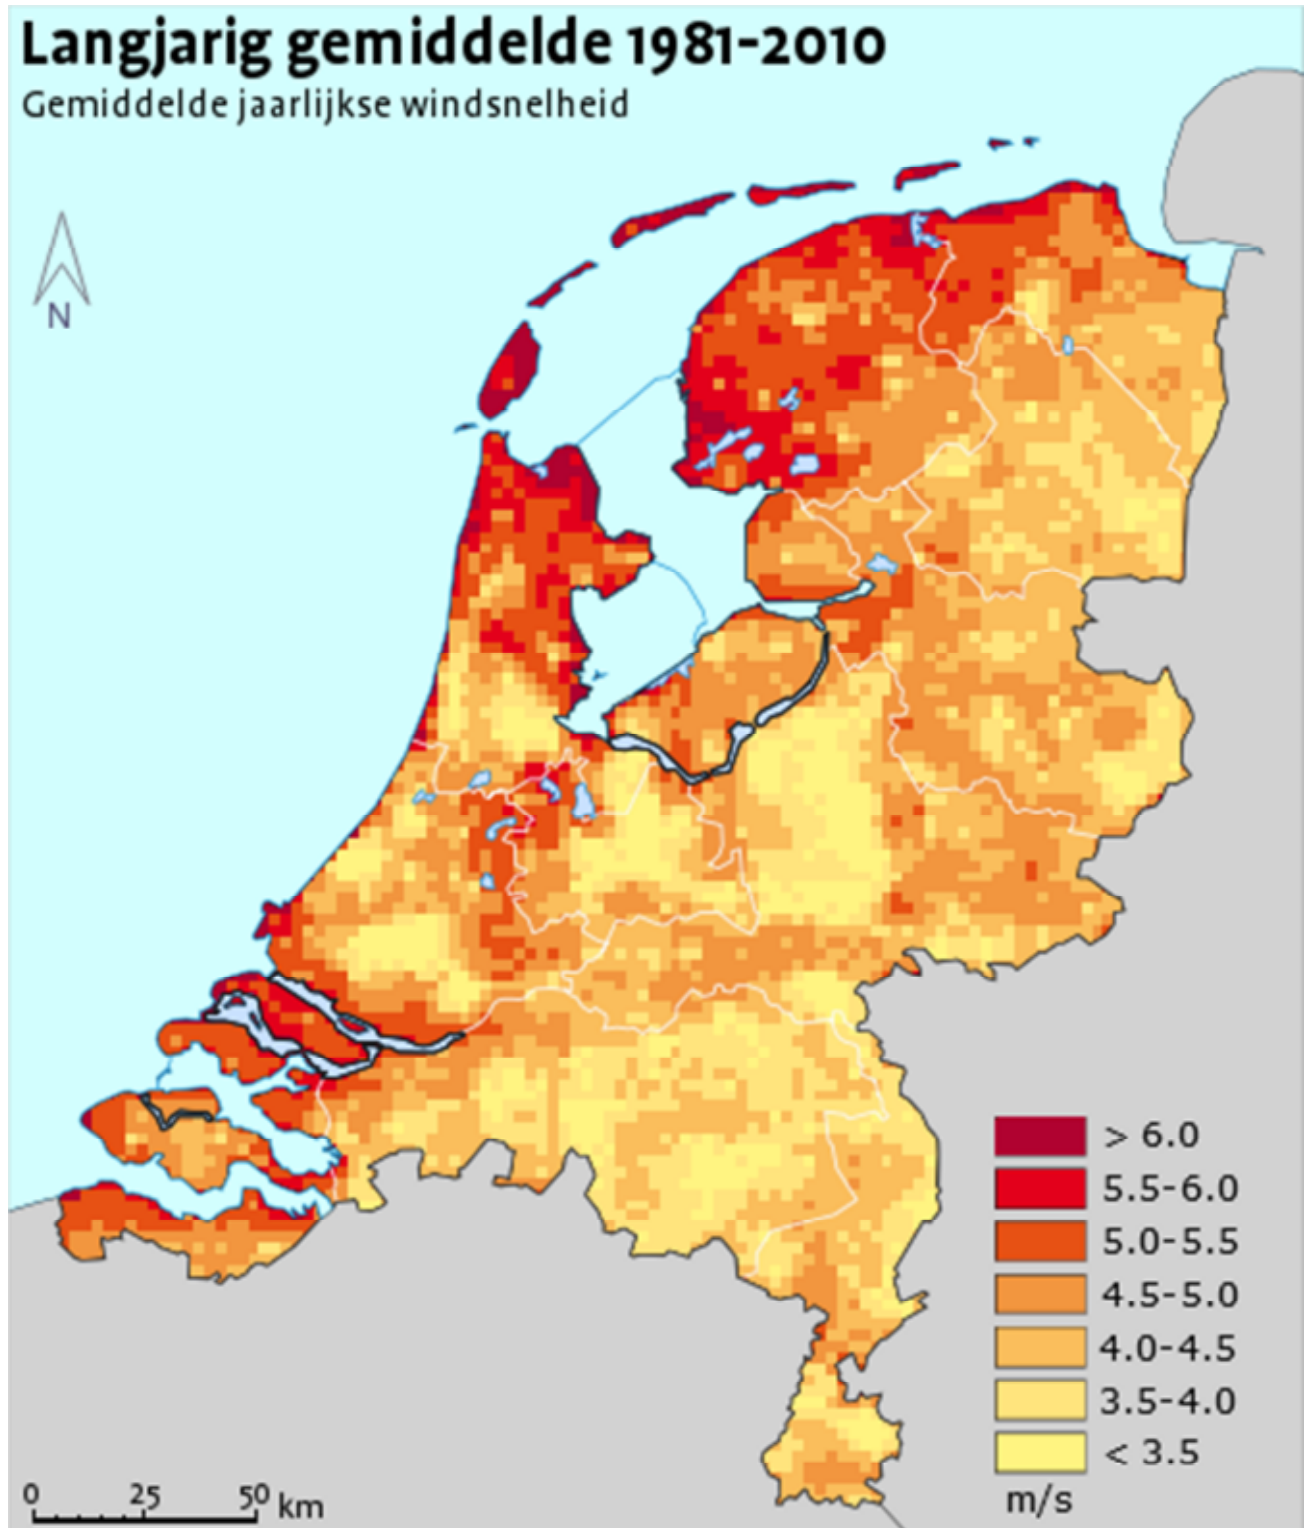 Langjarig gemiddelde 1981-2010
Gemiddelde jaarlijkse windsnelheid
N
> 6.0
5.5-6.0
5.0-5.5
4.5-5.0
4.0-4.5
3.5-4.0
< 3.5
m/s
0 25 50 km